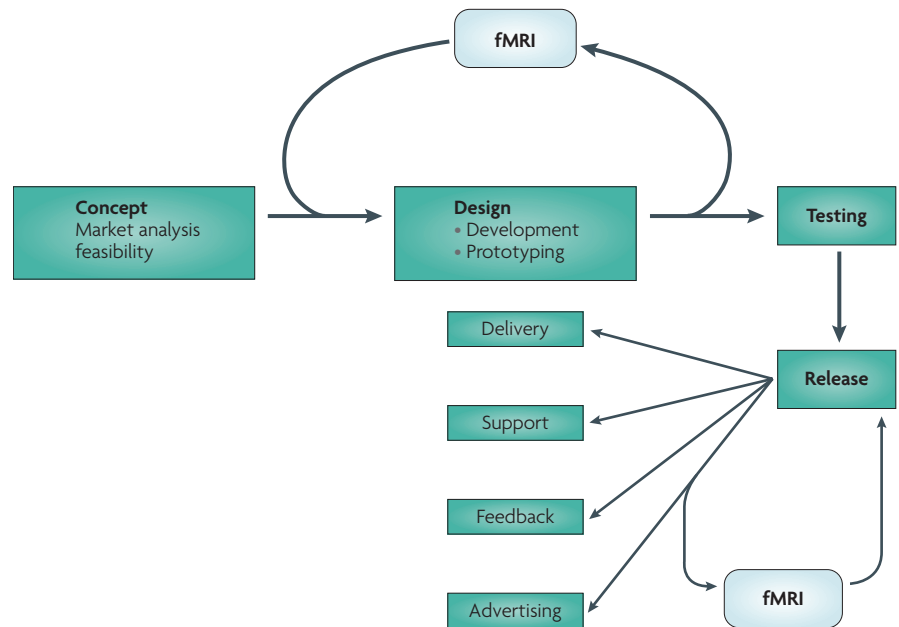 fMRI
Concept
Market analysis
feasibility
Design
• Development
• Prototyping
Testing
Delivery
Release
Support
Feedback
fMRI
Advertising